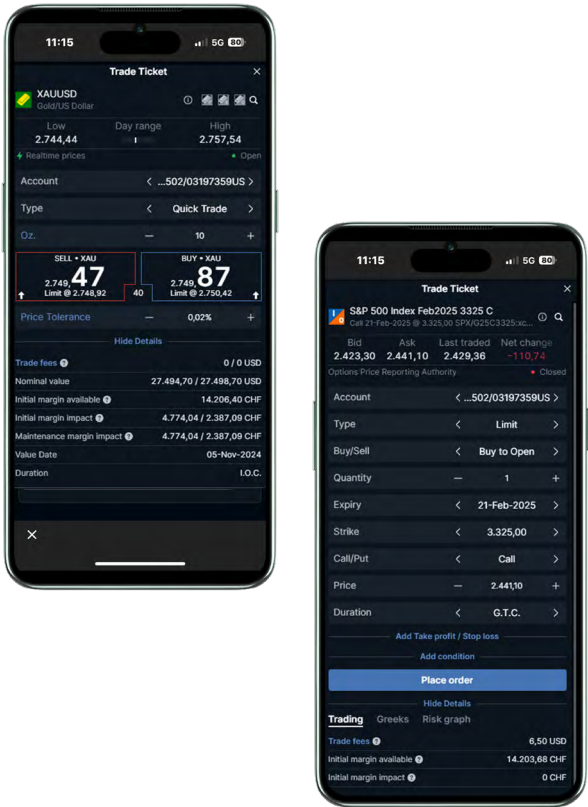 11:15
5G 80
Trade Ticket
XAUUSD
Gold/US Dollar
Low Day range High
2.744,44 2.757,54
Realtime prices Open
Account ...502/03197359US
Type Quick Trade
Oz. 10
SELL • XAU BUY • XAU
2.749,47 2.749,87
Limit @ 2.748,92 40 Limit @ 2.750,42
Price Tolerance 0,02%
Hide Details
Trade fees 0 / 0 USD
Nominal value 27.494,70 / 27.498,70 USD
Initial margin available 14.206,40 CHF
Initial margin impact 4.774,04 / 2.387,09 CHF
Maintenance margin impact 4.774,04 / 2.387,09 CHF
Value Date 05-Nov-2024
Duration I.O.C.
11:15
5G 80
Trade Ticket
S&P 500 Index Feb2025 3325 C
Call 21-Feb-2025 @ 3.325,00 SPX/G25C3325:xc...
Bid Ask Last traded Net change
2.423,30 2.441,10 2.429,36 -110,74
Options Price Reporting Authority Closed
Account ...502/03197359US
Type Limit
Buy/Sell Buy to Open
Quantity 1
Expiry 21-Feb-2025
Strike 3.325,00
Call/Put Call
Price 2.441,10
Duration G.T.C.
Add Take profit / Stop loss
Add condition
Place order
Hide Details
Trading Greeks Risk graph
Trade fees 6,50 USD
Initial margin available 14.203,68 CHF
Initial margin impact 0 CHF